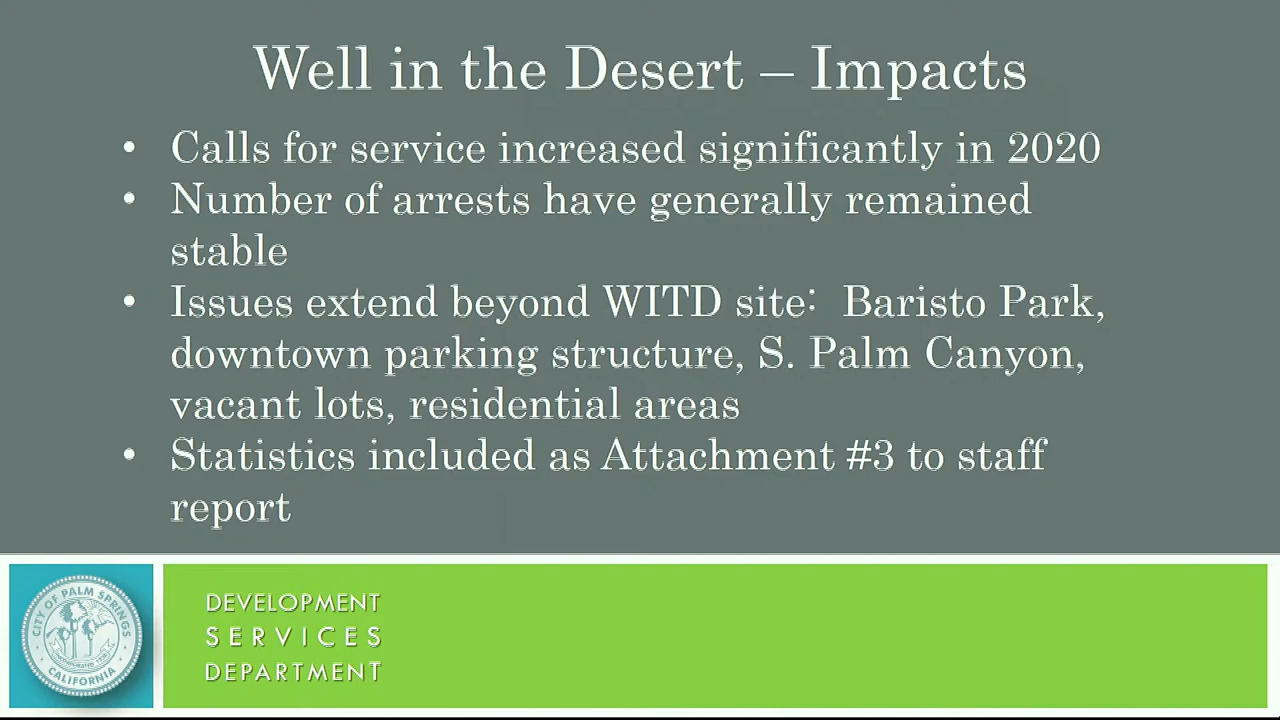 Well in the Desert – Impacts
• Calls for service increased significantly in 2020
• Number of arrests have generally remained
stable
• Issues extend beyond WITD site:  Baristo Park,
downtown parking structure, S. Palm Canyon,
vacant lots, residential areas
• Statistics included as Attachment #3 to staff
report
CITY OF PALM SPRINGS
CALIFORNIA
DEVELOPMENT
SERVICES
DEPARTMENT